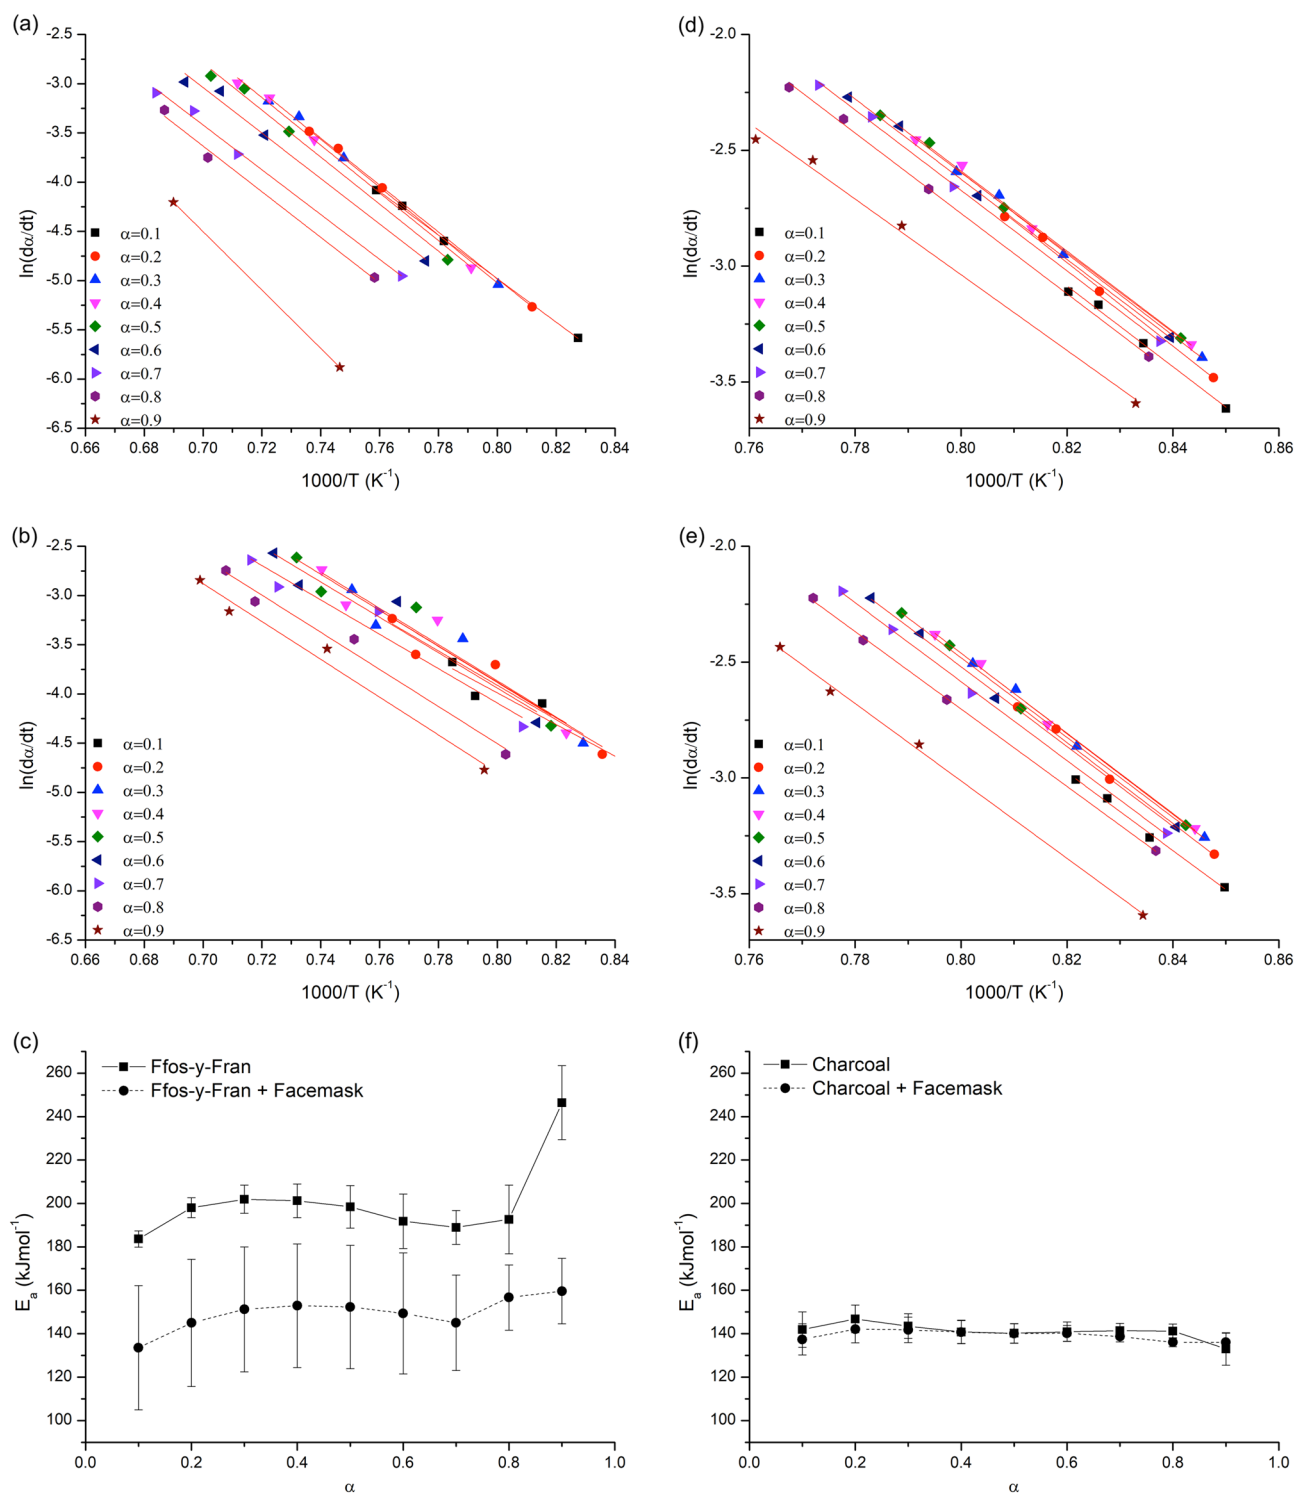 (a)
-2.5
-3.0
-3.5
-4.0
-4.5
-5.0
-5.5
-6.0
-6.5
ln(dα/dt)
α=0.1
α=0.2
α=0.3
α=0.4
α=0.5
α=0.6
α=0.7
α=0.8
α=0.9
0.66 0.68 0.70 0.72 0.74 0.76 0.78 0.80 0.82 0.84
1000/T (K⁻¹)
(d)
-2.0
-2.5
-3.0
-3.5
ln(dα/dt)
α=0.1
α=0.2
α=0.3
α=0.4
α=0.5
α=0.6
α=0.7
α=0.8
α=0.9
0.76 0.78 0.80 0.82 0.84 0.86
1000/T (K⁻¹)
(b)
-2.5
-3.0
-3.5
-4.0
-4.5
-5.0
-5.5
-6.0
-6.5
ln(dα/dt)
α=0.1
α=0.2
α=0.3
α=0.4
α=0.5
α=0.6
α=0.7
α=0.8
α=0.9
0.66 0.68 0.70 0.72 0.74 0.76 0.78 0.80 0.82 0.84
1000/T (K⁻¹)
(e)
-2.0
-2.5
-3.0
-3.5
ln(dα/dt)
α=0.1
α=0.2
α=0.3
α=0.4
α=0.5
α=0.6
α=0.7
α=0.8
α=0.9
0.76 0.78 0.80 0.82 0.84 0.86
1000/T (K⁻¹)
(c)
Ffos-y-Fran
Ffos-y-Fran + Facemask
260
240
220
200
180
160
140
120
100
Eₐ (kJmol⁻¹)
0.0 0.2 0.4 0.6 0.8 1.0
α
(f)
Charcoal
Charcoal + Facemask
260
240
220
200
180
160
140
120
100
Eₐ (kJmol⁻¹)
0.0 0.2 0.4 0.6 0.8 1.0
α